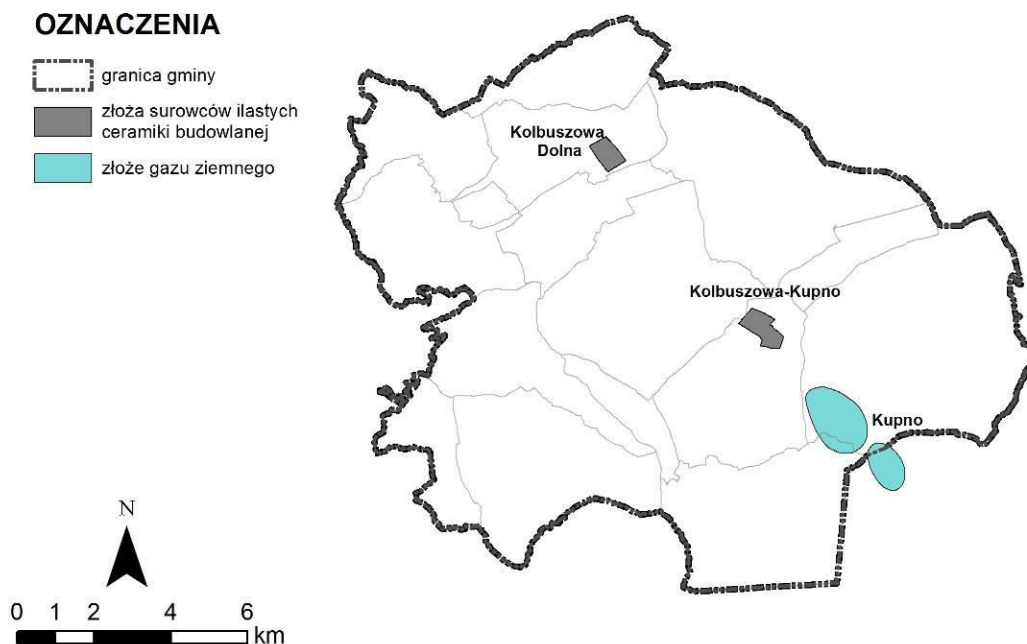 OZNACZENIA
granica gminy
złoża surowców ilastych
ceramiki budowlanej
złoże gazu ziemnego
Kolbuszowa
Dolna
Kolbuszowa-Kupno
Kupno
N
0 1 2 4 6
km